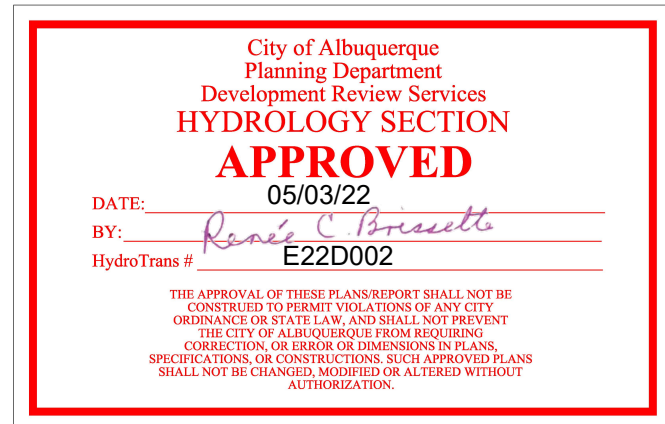 City of Albuquerque
Planning Department
Development Review Services
HYDROLOGY SECTION
APPROVED
DATE: 05/03/22
BY: Renée C. Brissette
HydroTrans # E22D002
THE APPROVAL OF THESE PLANS/REPORT SHALL NOT BE
CONSTRUED TO PERMIT VIOLATIONS OF ANY CITY
ORDINANCE OR STATE LAW, AND SHALL NOT PREVENT
THE CITY OF ALBUQUERQUE FROM REQUIRING
CORRECTION, OR ERROR OR DIMENSIONS IN PLANS,
SPECIFICATIONS, OR CONSTRUCTIONS. SUCH APPROVED PLANS
SHALL NOT BE CHANGED, MODIFIED OR ALTERED WITHOUT
AUTHORIZATION.